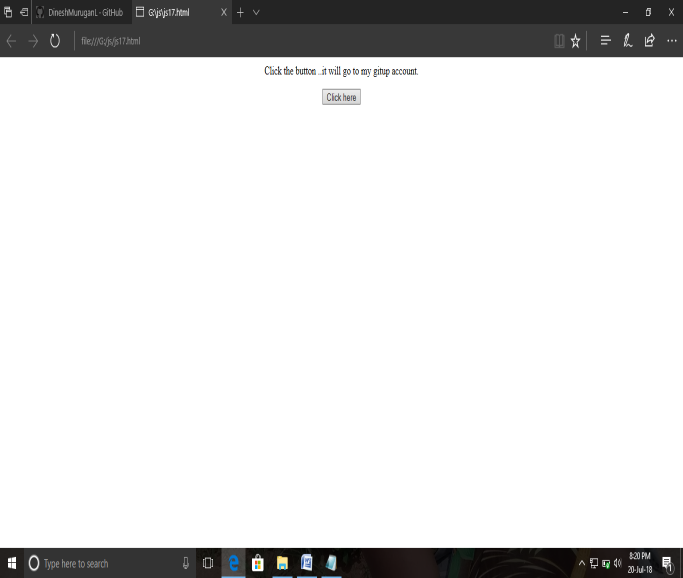 DineshMuruganL - GitHub
G:\js\js17.html
file:///G:/js/js17.html
Click the button ...it will go to my gitup account.
Click here
Type here to search
8:20 PM
20-Jul-18
1